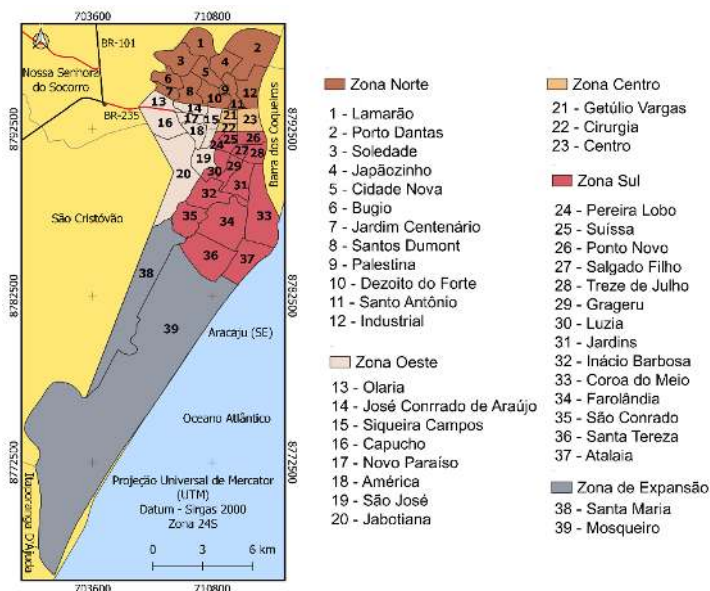 703600 710800
BR-101
Nossa Senhora
do Socorro
BR-235
8792500
8792500
Barra dos Coqueiros
1
2
3
4
5
6
7
8
9
10
11
12
13
14
15
16
17
18
19
20
21
22
23
24
25
26
27
28
29
30
31
32
33
34
35
36
37
38
39
São Cristóvão
8782500
8782500
Aracaju (SE)
Oceano Atlântico
8772500
8772500
Projeção Universal de Mercator
(UTM)
Datum - Sirgas 2000
Zona 24S
0 3 6 km
Itaporanga D'Ajuda
703600 710800
Zona Norte
1 - Lamarão
2 - Porto Dantas
3 - Soledade
4 - Japãozinho
5 - Cidade Nova
6 - Bugio
7 - Jardim Centenário
8 - Santos Dumont
9 - Palestina
10 - Dezoito do Forte
11 - Santo Antônio
12 - Industrial
Zona Oeste
13 - Olaria
14 - José Conrrado de Araújo
15 - Siqueira Campos
16 - Capucho
17 - Novo Paraíso
18 - América
19 - São José
20 - Jabotiana
Zona Centro
21 - Getúlio Vargas
22 - Cirurgia
23 - Centro
Zona Sul
24 - Pereira Lobo
25 - Suíssa
26 - Ponto Novo
27 - Salgado Filho
28 - Treze de Julho
29 - Grageru
30 - Luzia
31 - Jardins
32 - Inácio Barbosa
33 - Coroa do Meio
34 - Farolândia
35 - São Conrado
36 - Santa Tereza
37 - Atalaia
Zona de Expansão
38 - Santa Maria
39 - Mosqueiro